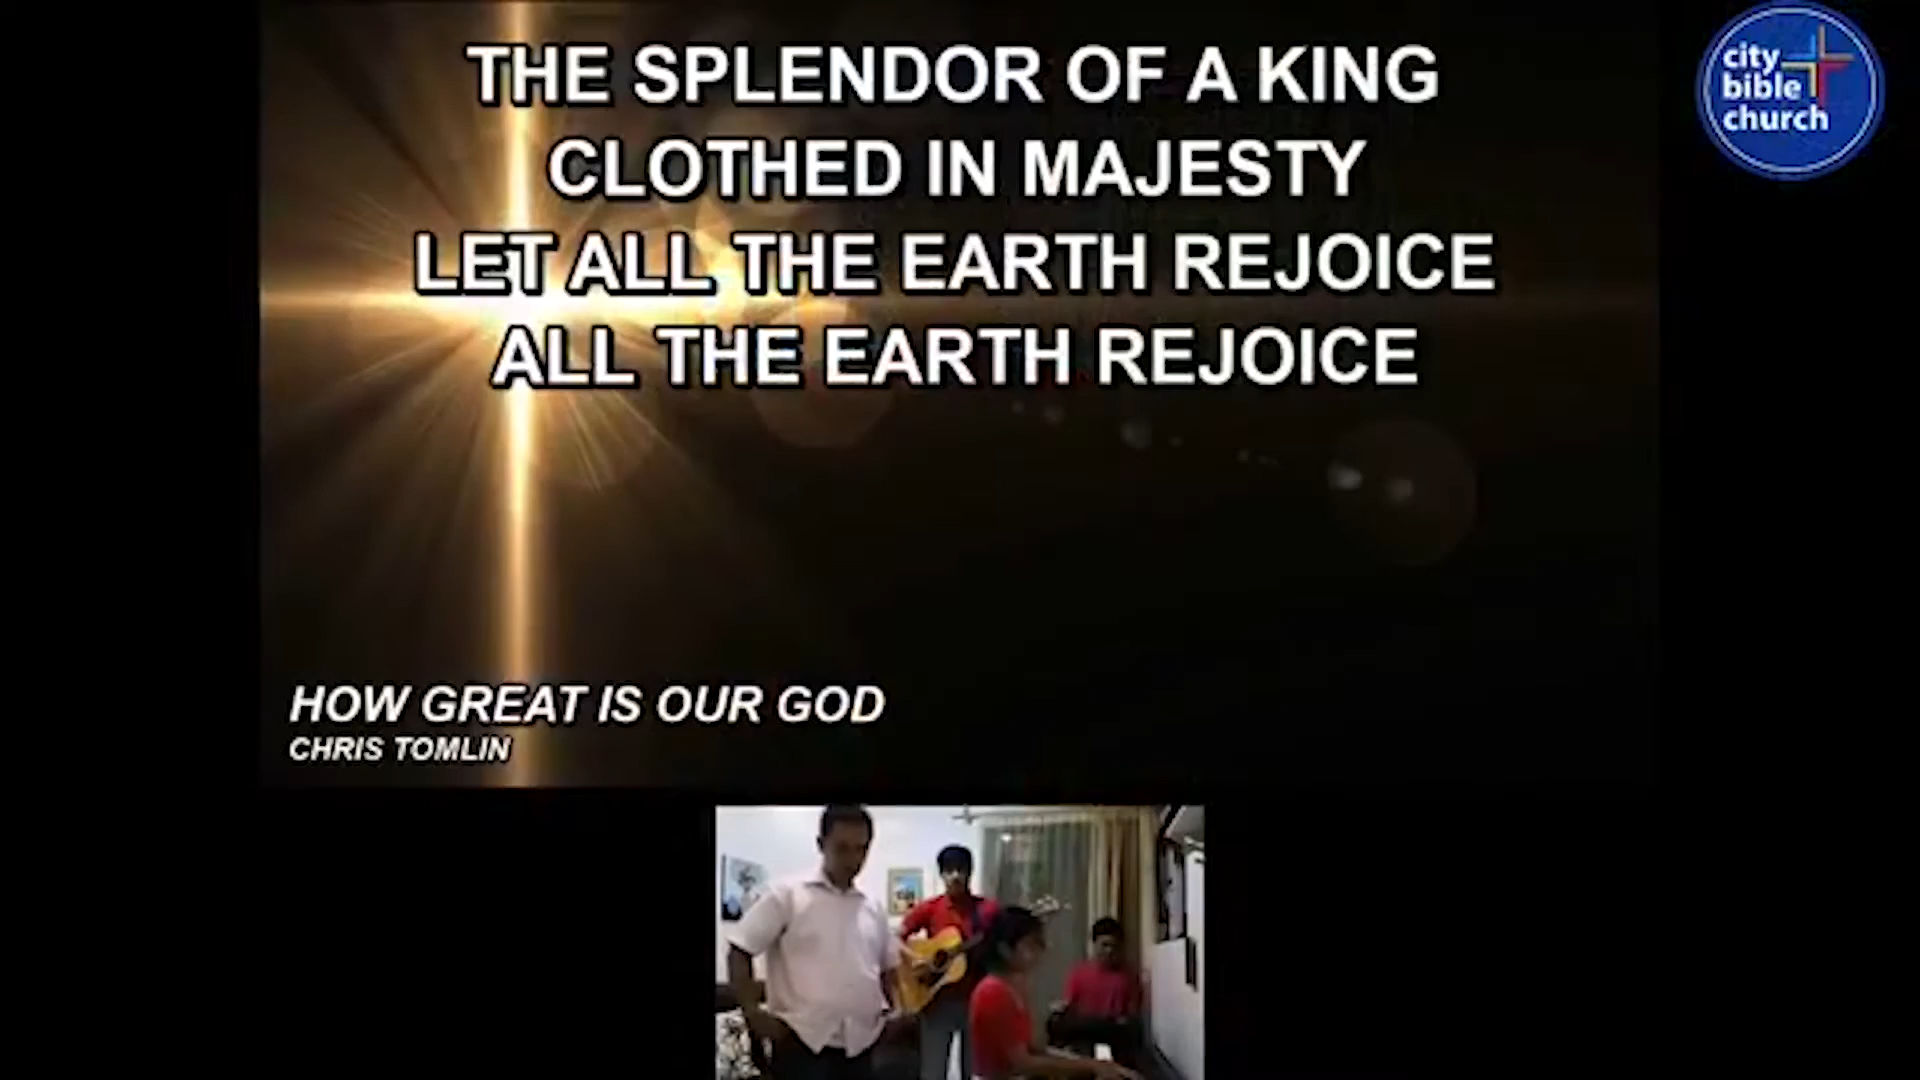 THE SPLENDOR OF A KING
CLOTHED IN MAJESTY
LET ALL THE EARTH REJOICE
ALL THE EARTH REJOICE
HOW GREAT IS OUR GOD
CHRIS TOMLIN
city
bible
church